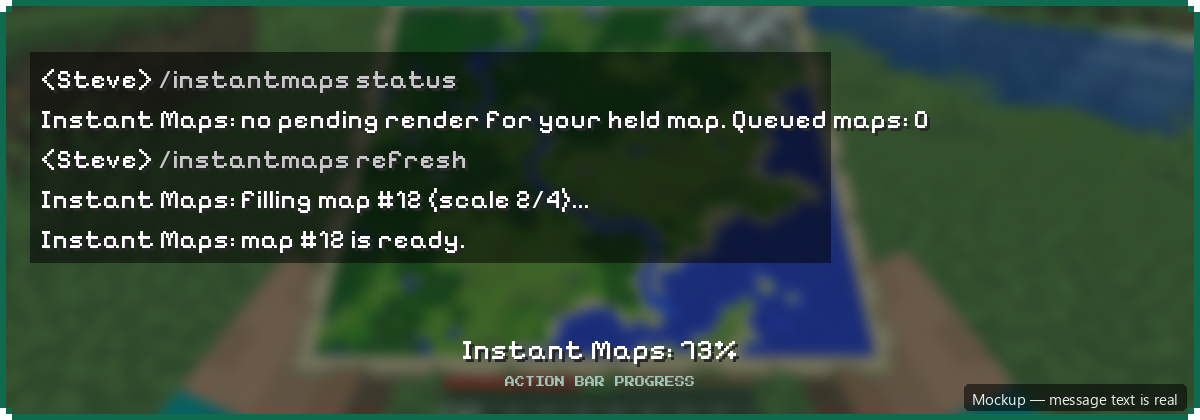 <Steve> /instantmaps status
Instant Maps: no pending render for your held map. Queued maps: 0
<Steve> /instantmaps refresh
Instant Maps: filling map #12 (scale 2/4)...
Instant Maps: map #12 is ready.
Instant Maps: 73%
ACTION BAR PROGRESS
Mockup — message text is real